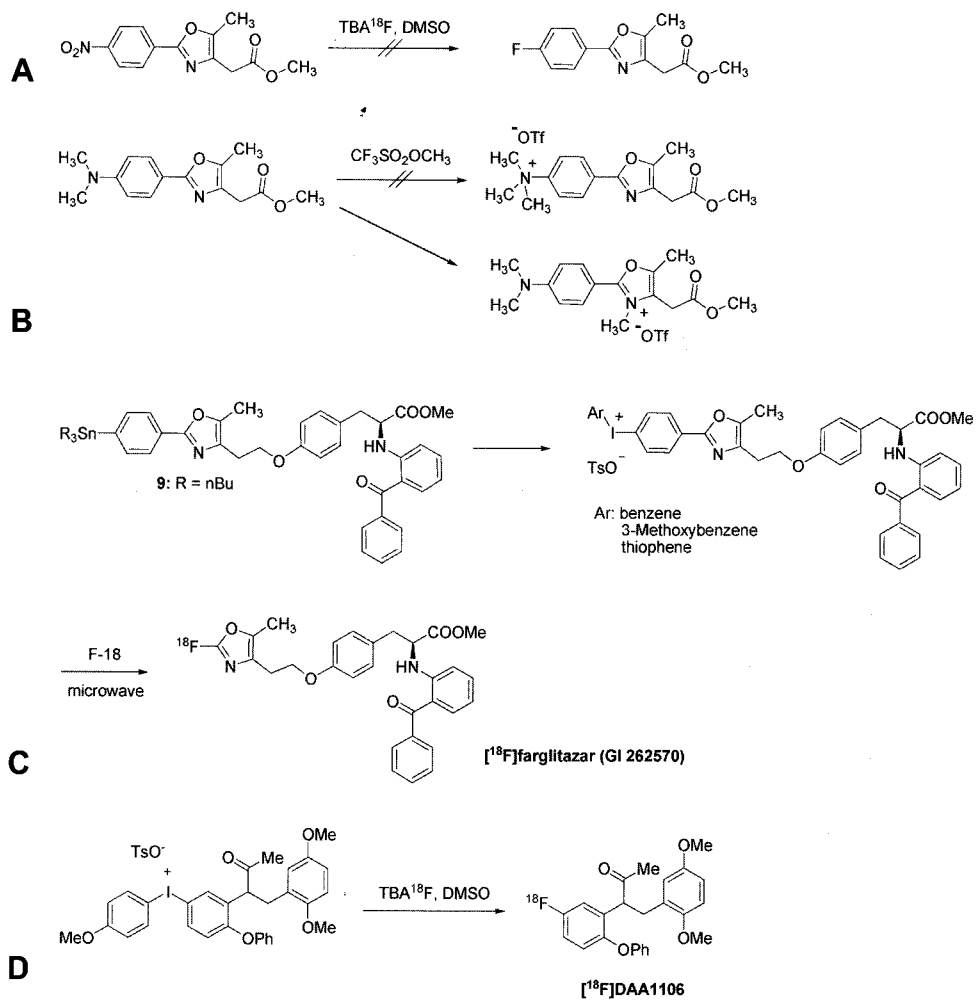 O CH₃
TBA¹⁸F, DMSO
O CH₃
O₂N
N
O
O CH₃
F
N
O
O CH₃
A
⁻OTf
H₃C
N
H₃C
O CH₃
N
O
O CH₃
CF₃SO₂OCH₃
H₃C +
H₃C-N
H₃C CH₃
O CH₃
N
O
O CH₃
H₃C
N
H₃C
O CH₃
N +
H₃C ⁻OTf
O
O CH₃
B
R₃Sn
O CH₃
N
O
COOMe
HN
O
9: R = nBu
Ar +
I
TsO⁻
O CH₃
N
O
COOMe
HN
O
Ar: benzene
3-Methoxybenzene
thiophene
F-18
microwave
¹⁸F
O CH₃
N
O
COOMe
HN
O
C
[¹⁸F]farglitazar (GI 262570)
TsO⁻
+
I
MeO
O Me
OMe
OMe
OPh
TBA¹⁸F, DMSO
¹⁸F
O Me
OMe
OMe
OPh
D
[¹⁸F]DAA1106